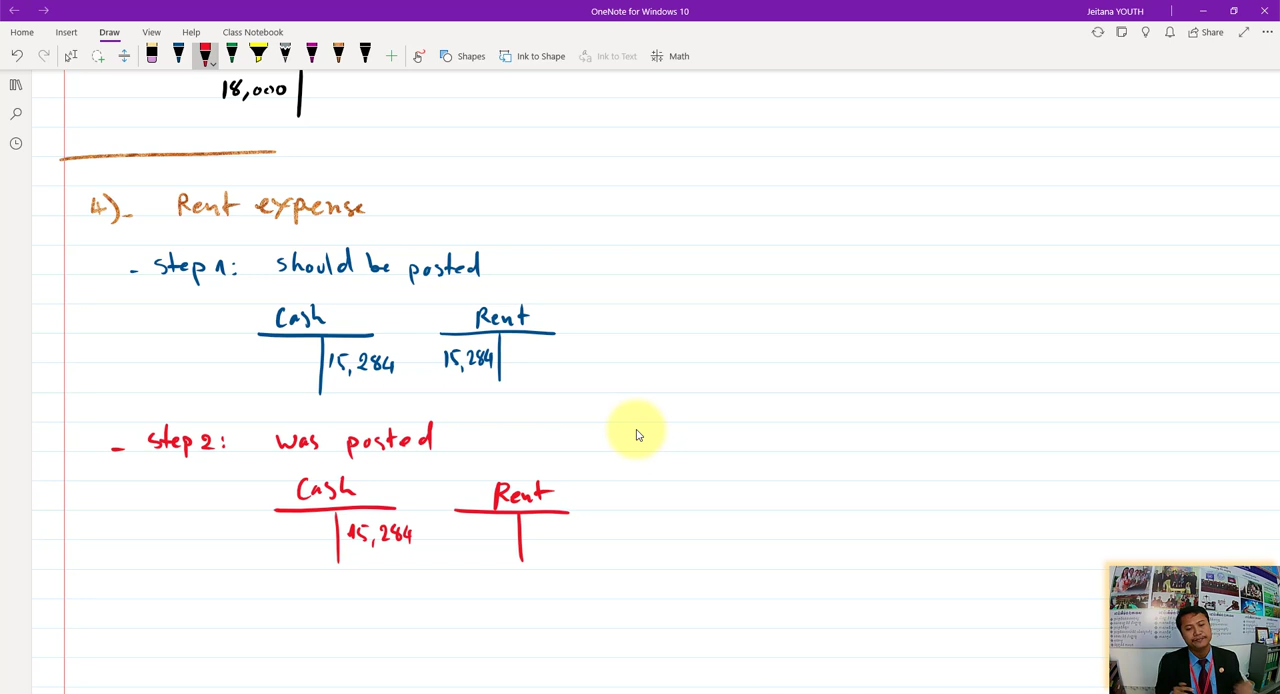 OneNote for Windows 10
Jeitana YOUTH
Home Insert Draw View Help Class Notebook
Share
Shapes Ink to Shape Ink to Text Math
18,000
4)- Rent expense
- Step 1: should be posted
Cash Rent
15,284 15,284
- Step 2: was posted
Cash Rent
15,284